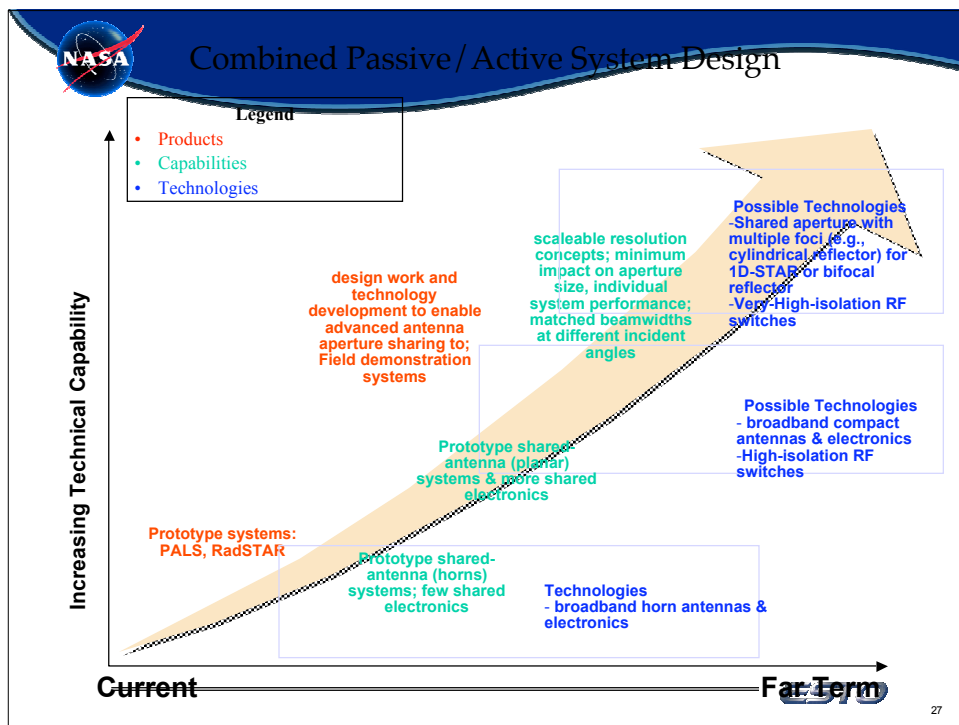 NASA
Combined Passive/Active System Design
Legend
• Products
• Capabilities
• Technologies
Increasing Technical Capability
design work and
technology
development to enable
advanced antenna
aperture sharing to;
Field demonstration
systems
scaleable resolution
concepts; minimum
impact on aperture
size, individual
system performance;
matched beamwidths
at different incident
angles
Possible Technologies
-Shared aperture with
multiple foci (e.g.,
cylindrical reflector) for
1D-STAR or bifocal
reflector
-Very-High-isolation RF
switches
Possible Technologies
- broadband compact
antennas & electronics
-High-isolation RF
switches
Prototype shared-
antenna (planar)
systems & more shared
electronics
Prototype systems:
PALS, RadSTAR
Prototype shared-
antenna (horns)
systems; few shared
electronics
Technologies
- broadband horn antennas &
electronics
Current
Far Term
ESTO
27